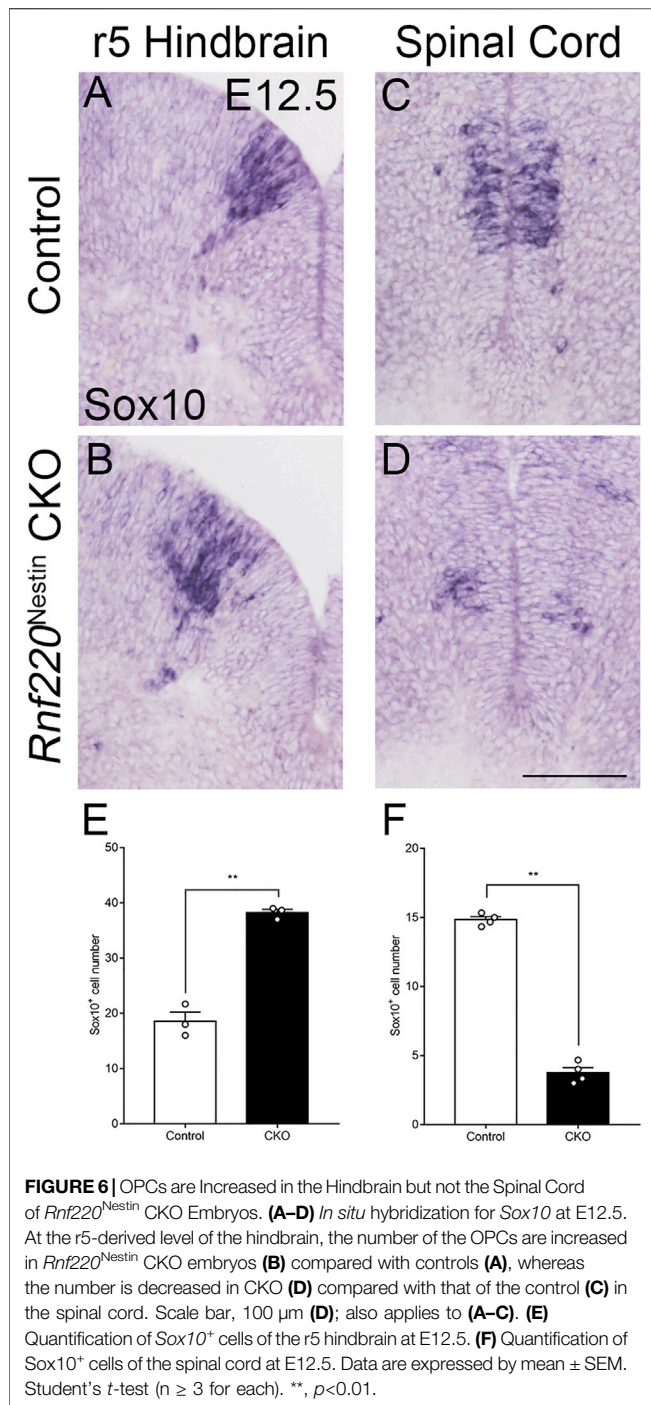 r5 Hindbrain
Spinal Cord
Control
A
E12.5
C
Sox10
Rnf220Nestin CKO
B
D
E
50
40
30
20
10
0
Sox10+ cell number
**
Control
CKO
F
20
15
10
5
0
Sox10+ cell number
**
Control
CKO
FIGURE 6 | OPCs are Increased in the Hindbrain but not the Spinal Cord
of Rnf220Nestin CKO Embryos. (A–D) In situ hybridization for Sox10 at E12.5.
At the r5-derived level of the hindbrain, the number of the OPCs are increased
in Rnf220Nestin CKO embryos (B) compared with controls (A), whereas
the number is decreased in CKO (D) compared with that of the control (C) in
the spinal cord. Scale bar, 100 μm (D); also applies to (A–C). (E)
Quantification of Sox10+ cells of the r5 hindbrain at E12.5. (F) Quantification of
Sox10+ cells of the spinal cord at E12.5. Data are expressed by mean ± SEM.
Student's t-test (n ≥ 3 for each). **, p<0.01.